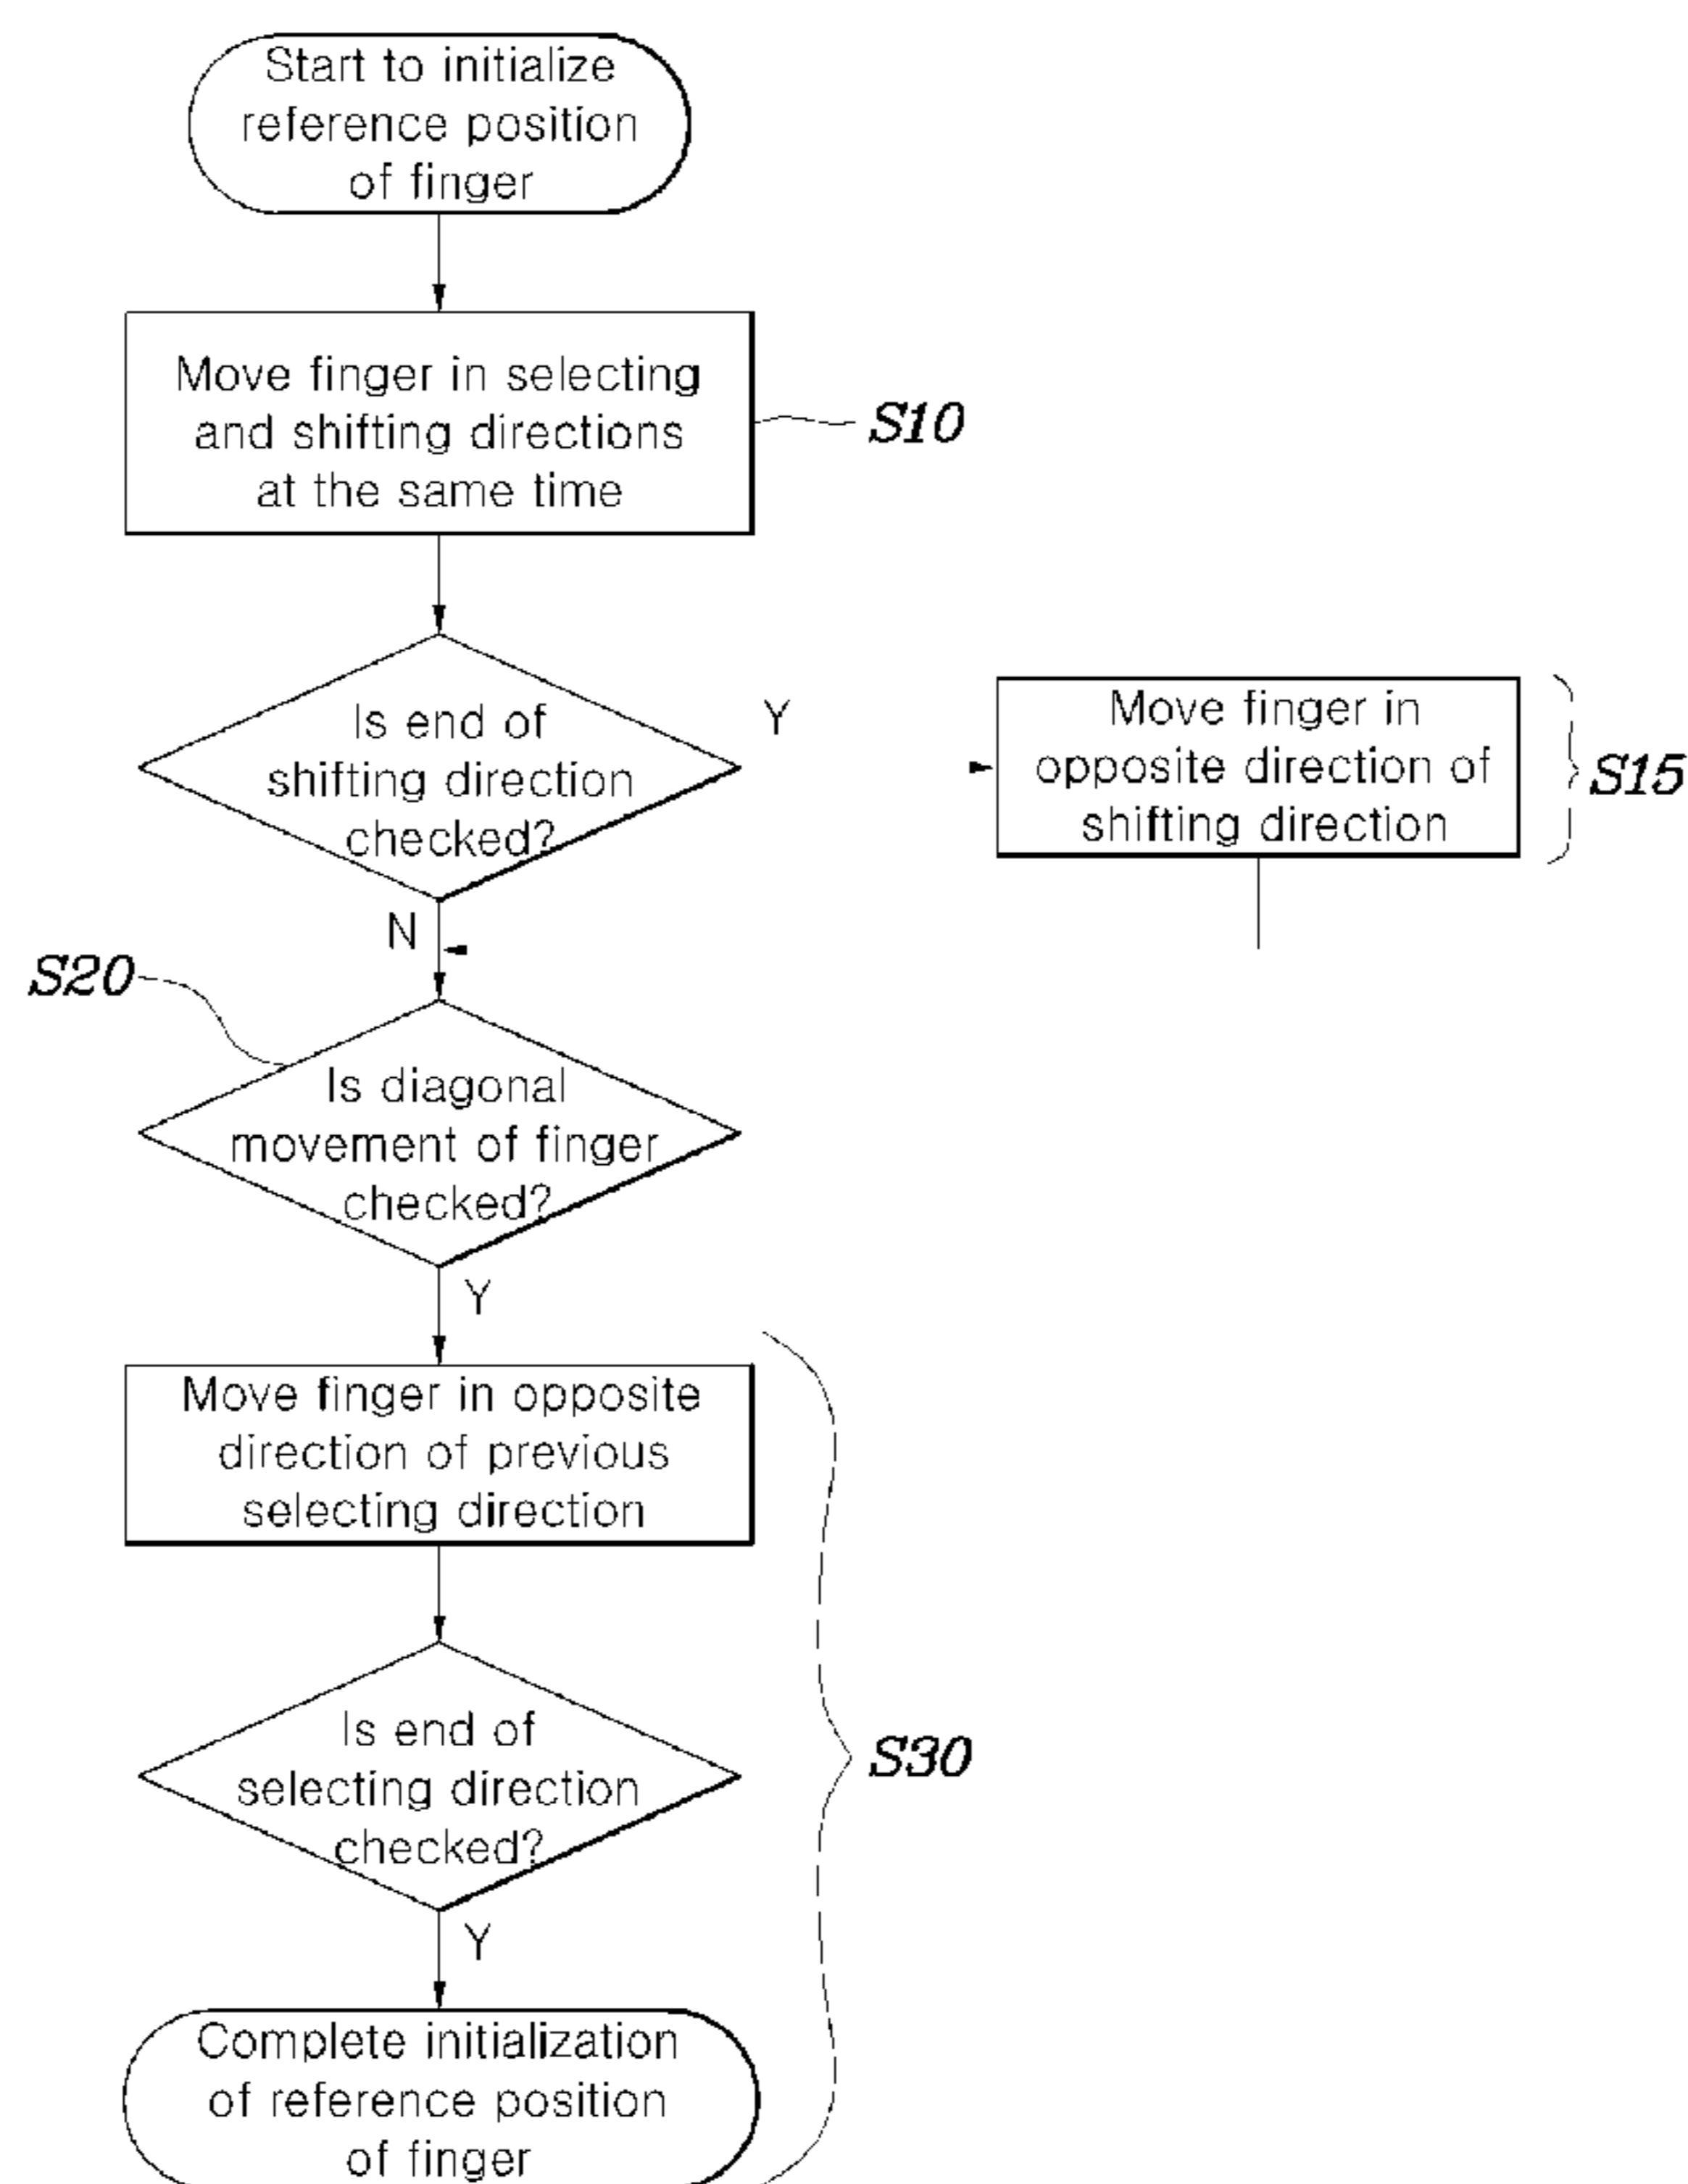 Start to initialize
reference position
of finger
Move finger in selecting
and shifting directions
at the same time
S10
Is end of
shifting direction
checked?
Y
Move finger in
opposite direction of
shifting direction
S15
N
S20
Is diagonal
movement of finger
checked?
Y
Move finger in opposite
direction of previous
selecting direction
Is end of
selecting direction
checked?
S30
Y
Complete initialization
of reference position
of finger